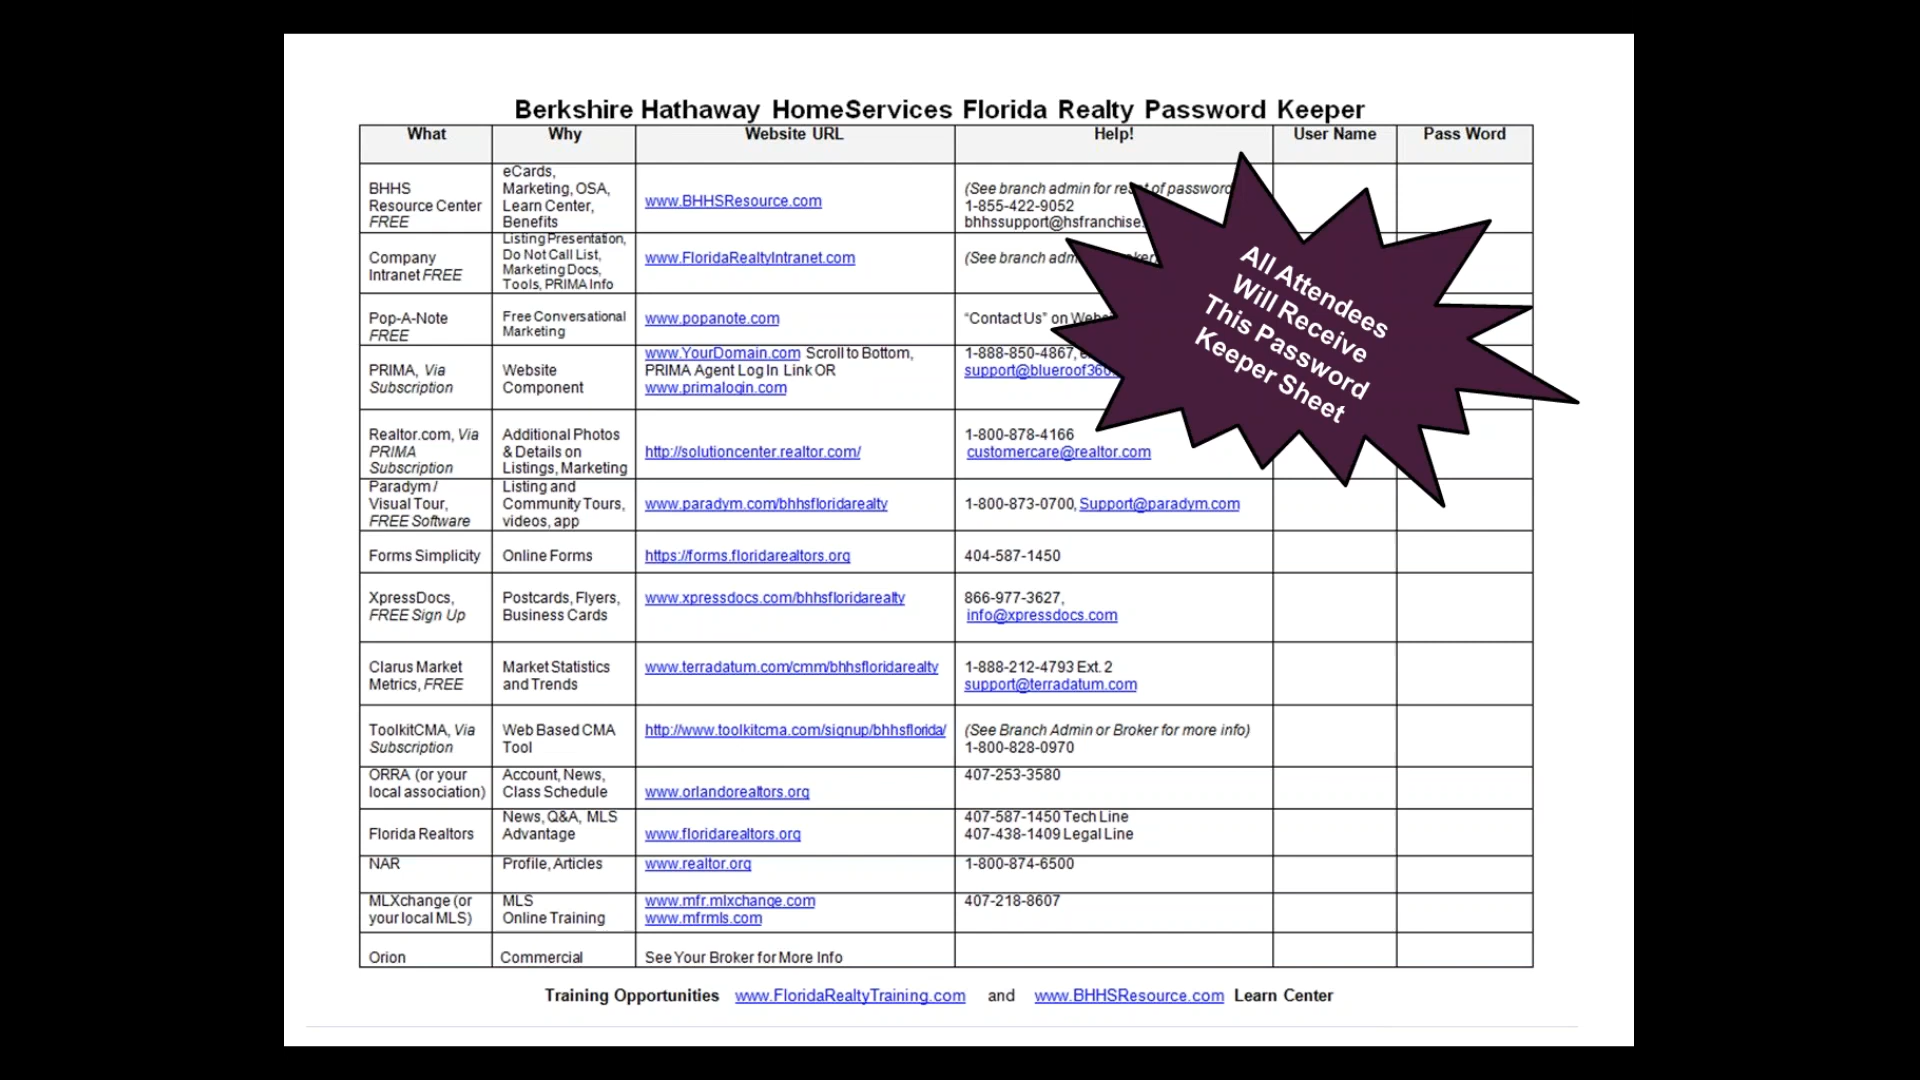 Berkshire Hathaway HomeServices Florida Realty Password Keeper
What Why Website URL Help! User Name Pass Word
BHHS
Resource Center
FREE
eCards,
Marketing, OSA,
Learn Center,
Benefits
www.BHHSResource.com
(See branch admin for reset of password
1-855-422-9052
bhhssupport@hsfranchise.
Company
Intranet FREE
Listing Presentation,
Do Not Call List,
Marketing Docs,
Tools, PRIMA Info
www.FloridaRealtyIntranet.com
(See branch
Pop-A-Note
FREE
Free Conversational
Marketing
www.popanote.com
“Contact Us” on
PRIMA, Via
Subscription
Website
Component
www.YourDomain.com Scroll to Bottom,
PRIMA Agent Log In Link OR
www.primalogin.com
1-888-850-4867,
support@blueroof360
All Attendees
Will Receive
This Password
Keeper Sheet
Realtor.com, Via
PRIMA
Subscription
Additional Photos
& Details on
Listings, Marketing
http://solutioncenter.realtor.com/
1-800-878-4166
customercare@realtor.com
Paradym /
Visual Tour,
FREE Software
Listing and
Community Tours,
videos, app
www.paradym.com/bhhsfloridarealty
1-800-873-0700, Support@paradym.com
Forms Simplicity
Online Forms
https://forms.floridarealtors.org
404-587-1450
XpressDocs,
FREE Sign Up
Postcards, Flyers,
Business Cards
www.xpressdocs.com/bhhsfloridarealty
866-977-3627,
info@xpressdocs.com
Clarus Market
Metrics, FREE
Market Statistics
and Trends
www.terradatum.com/cmm/bhhsfloridarealty
1-888-212-4793 Ext. 2
support@terradatum.com
ToolkitCMA, Via
Subscription
Web Based CMA
Tool
http://www.toolkitcma.com/signup/bhhsflorida/
(See Branch Admin or Broker for more info)
1-800-828-0970
ORRA (or your
local association)
Account, News,
Class Schedule
www.orlandorealtors.org
407-253-3580
Florida Realtors
News, Q&A, MLS
Advantage
www.floridarealtors.org
407-587-1450 Tech Line
407-438-1409 Legal Line
NAR
Profile, Articles
www.realtor.org
1-800-874-6500
MLXchange (or
your local MLS)
MLS
Online Training
www.mfr.mlxchange.com
www.mfrmls.com
407-218-8607
Orion
Commercial
See Your Broker for More Info
Training Opportunities www.FloridaRealtyTraining.com and www.BHHSResource.com Learn Center